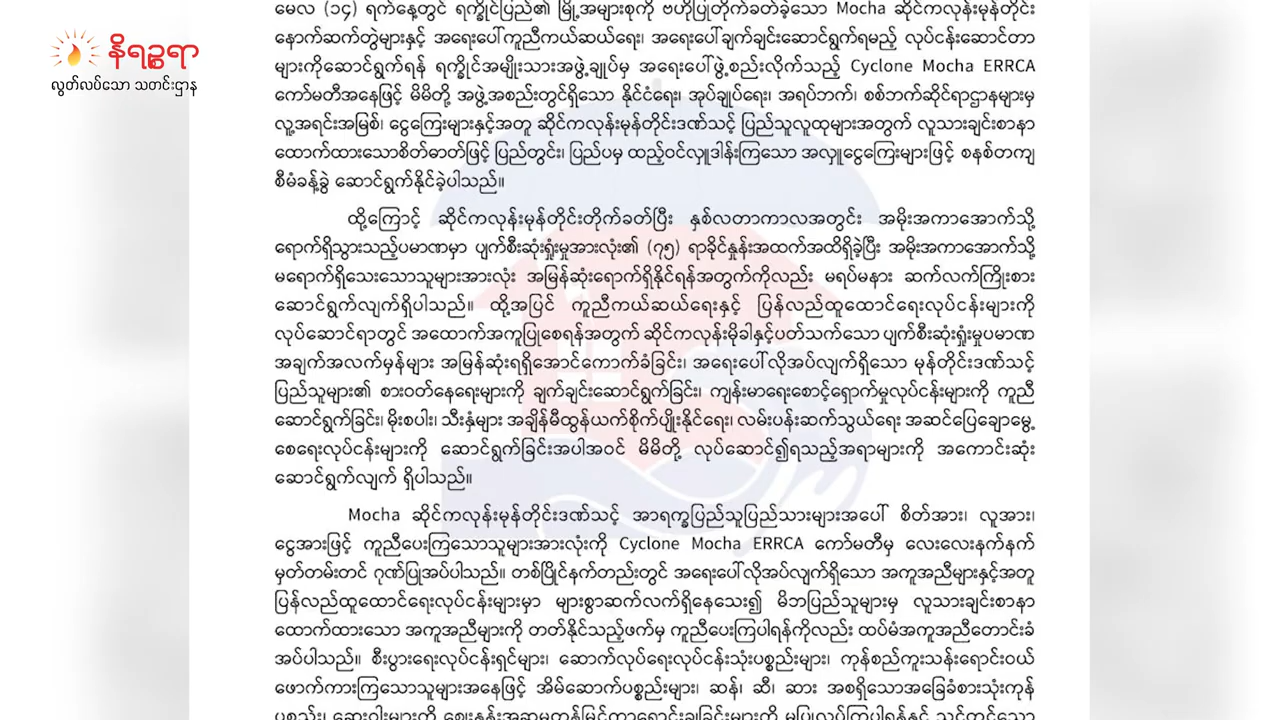 နိရဉ္စရာ
လွတ်လပ်သော သတင်းဌာန
မေလ (၁၄) ရက်နေ့တွင် ရက္ခိုင်ပြည်၏ မြို့အများစုကို ဗဟိုပြုတိုက်ခတ်ခဲ့သော Mocha ဆိုင်ကလုန်းမုန်တိုင်း
နောက်ဆက်တွဲများနှင့် အရေးပေါ်ကူညီကယ်ဆယ်ရေး၊ အရေးပေါ်ချက်ချင်းဆောင်ရွက်ရမည့် လုပ်ငန်းဆောင်တာ
များကိုဆောင်ရွက်ရန် ရက္ခိုင်အမျိုးသားအဖွဲ့ချုပ်မှ အရေးပေါ်ဖွဲ့စည်းလိုက်သည့် Cyclone Mocha ERRCA
ကော်မတီအနေဖြင့် မိမိတို့ အဖွဲ့အစည်းတွင်ရှိသော နိုင်ငံရေး၊ အုပ်ချုပ်ရေး၊ အရပ်ဘက်၊ စစ်ဘက်ဆိုင်ရာဌာနများမှ
လူ့အရင်းအမြစ်၊ ငွေကြေးများနှင့်အတူ ဆိုင်ကလုန်းမုန်တိုင်းဒဏ်သင့် ပြည်သူလူထုများအတွက် လူသားချင်းစာနာ
ထောက်ထားသောစိတ်ဓာတ်ဖြင့် ပြည်တွင်း၊ ပြည်ပမှ ထည့်ဝင်လှူဒါန်းကြသော အလှူငွေကြေးများဖြင့် စနစ်တကျ
စီမံခန့်ခွဲ ဆောင်ရွက်နိုင်ခဲ့ပါသည်။
ထို့ကြောင့် ဆိုင်ကလုန်းမုန်တိုင်းတိုက်ခတ်ပြီး နှစ်လတာကာလအတွင်း အမိုးအကာအောက်သို့
ရောက်ရှိသွားသည့်ပမာဏမှာ ပျက်စီးဆုံးရှုံးမှုအားလုံး၏ (၇၅) ရာခိုင်နှုန်းအထက်အထိရှိခဲ့ပြီး အမိုးအကာအောက်သို့
မရောက်ရှိသေးသောသူများအားလုံး အမြန်ဆုံးရောက်ရှိနိုင်ရန်အတွက်ကိုလည်း မရပ်မနား ဆက်လက်ကြိုးစား
ဆောင်ရွက်လျက်ရှိပါသည်။ ထို့အပြင် ကူညီကယ်ဆယ်ရေးနှင့် ပြန်လည်ထူထောင်ရေးလုပ်ငန်းများကို
လုပ်ဆောင်ရာတွင် အထောက်အကူပြုစေရန်အတွက် ဆိုင်ကလုန်းမိုခါနှင့်ပတ်သက်သော ပျက်စီးဆုံးရှုံးမှုပမာဏ
အချက်အလက်မှန်များ အမြန်ဆုံးရရှိအောင်ကောက်ခံခြင်း၊ အရေးပေါ်လိုအပ်လျက်ရှိသော မုန်တိုင်းဒဏ်သင့်
ပြည်သူများ၏ စားဝတ်နေရေးများကို ချက်ချင်းဆောင်ရွက်ခြင်း၊ ကျန်းမာရေးစောင့်ရှောက်မှုလုပ်ငန်းများကို ကူညီ
ဆောင်ရွက်ခြင်း၊ မိုးစပါး၊ သီးနှံများ အချိန်မီထွန်ယက်စိုက်ပျိုးနိုင်ရေး၊ လမ်းပန်းဆက်သွယ်ရေး အဆင်ပြေချောမွေ့
စေရေးလုပ်ငန်းများကို ဆောင်ရွက်ခြင်းအပါအဝင် မိမိတို့ လုပ်ဆောင်၍ရသည့်အရာများကို အကောင်းဆုံး
ဆောင်ရွက်လျက် ရှိပါသည်။
Mocha ဆိုင်ကလုန်းမုန်တိုင်းဒဏ်သင့် အာရက္ခပြည်သူပြည်သားများအပေါ် စိတ်အား၊ လူအား၊
ငွေအားဖြင့် ကူညီပေးကြသောသူများအားလုံးကို Cyclone Mocha ERRCA ကော်မတီမှ လေးလေးနက်နက်
မှတ်တမ်းတင် ဂုဏ်ပြုအပ်ပါသည်။ တစ်ပြိုင်နက်တည်းတွင် အရေးပေါ်လိုအပ်လျက်ရှိသော အကူအညီများနှင့်အတူ
ပြန်လည်ထူထောင်ရေးလုပ်ငန်းများမှာ များစွာဆက်လက်ရှိနေသေး၍ မိဘပြည်သူများမှ လူသားချင်းစာနာ
ထောက်ထားသော အကူအညီများကို တတ်နိုင်သည့်ဖက်မှ ကူညီပေးကြပါရန်ကိုလည်း ထပ်မံအကူအညီတောင်းခံ
အပ်ပါသည်။ စီးပွားရေးလုပ်ငန်းရှင်များ၊ ဆောက်လုပ်ရေးလုပ်ငန်းသုံးပစ္စည်းများ၊ ကုန်စည်ကူးသန်းရောင်းဝယ်
ဖောက်ကားကြသောသူများအနေဖြင့် အိမ်ဆောက်ပစ္စည်းများ၊ ဆန်၊ ဆီ၊ ဆား အစရှိသောအခြေခံစားသုံးကုန်
ပစ္စည်း၊ ဆေးဝါးများကို ဈေးနှုန်းအဆမတန်မြှင့်တင်ရောင်းချခြင်းများကို မပြုလုပ်ကြပါရန်နှင့် သင့်တင့်သော